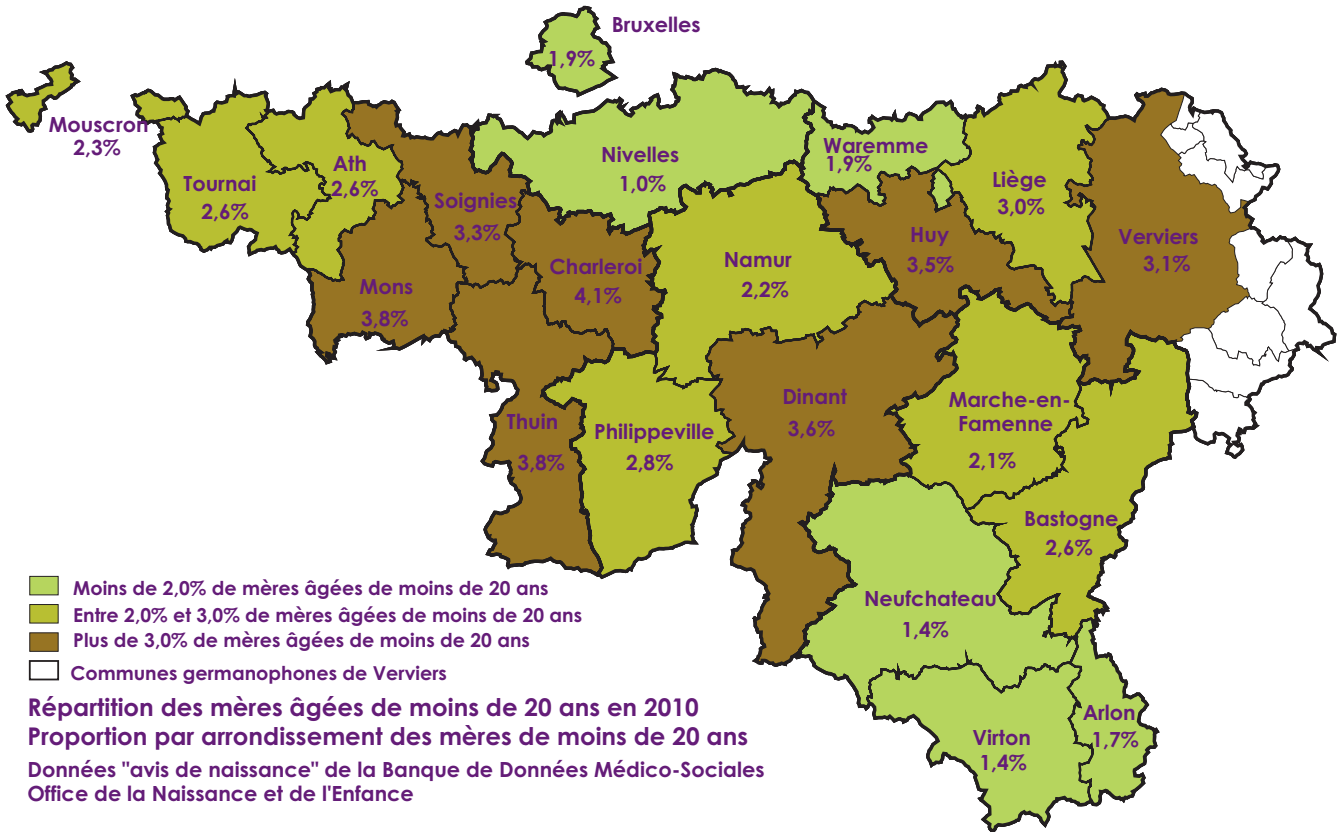 Bruxelles
1,9%
Mouscron
2,3%
Tournai
2,6%
Ath
2,6%
Soignies
3,3%
Nivelles
1,0%
Waremme
1,9%
Liège
3,0%
Verviers
3,1%
Mons
3,8%
Charleroi
4,1%
Namur
2,2%
Huy
3,5%
Thuin
3,8%
Philippeville
2,8%
Dinant
3,6%
Marche-en-
Famenne
2,1%
Bastogne
2,6%
Neufchateau
1,4%
Virton
1,4%
Arlon
1,7%
Moins de 2,0% de mères âgées de moins de 20 ans
Entre 2,0% et 3,0% de mères âgées de moins de 20 ans
Plus de 3,0% de mères âgées de moins de 20 ans
Communes germanophones de Verviers
Répartition des mères âgées de moins de 20 ans en 2010
Proportion par arrondissement des mères de moins de 20 ans
Données "avis de naissance" de la Banque de Données Médico-Sociales
Office de la Naissance et de l'Enfance